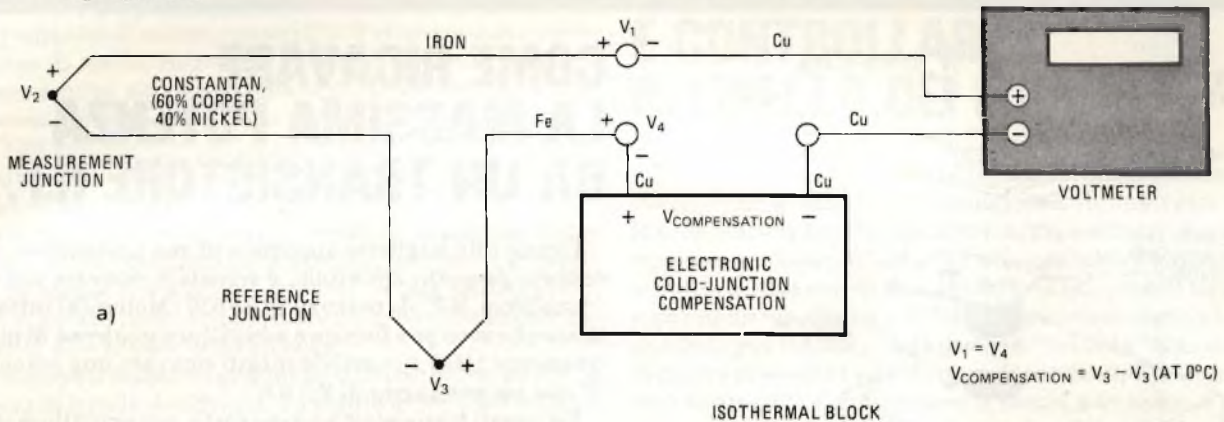 V1
IRON
+ -
Cu
+
V2
-
CONSTANTAN,
(60% COPPER
40% NICKEL)
MEASUREMENT
JUNCTION
Fe
+
V4
-
Cu
Cu
Cu
+
-
VOLTMETER
+ VCOMPENSATION -
ELECTRONIC
COLD-JUNCTION
COMPENSATION
REFERENCE
JUNCTION
a)
- +
V3
V1 = V4
VCOMPENSATION = V3 – V3 (AT 0°C)
ISOTHERMAL BLOCK